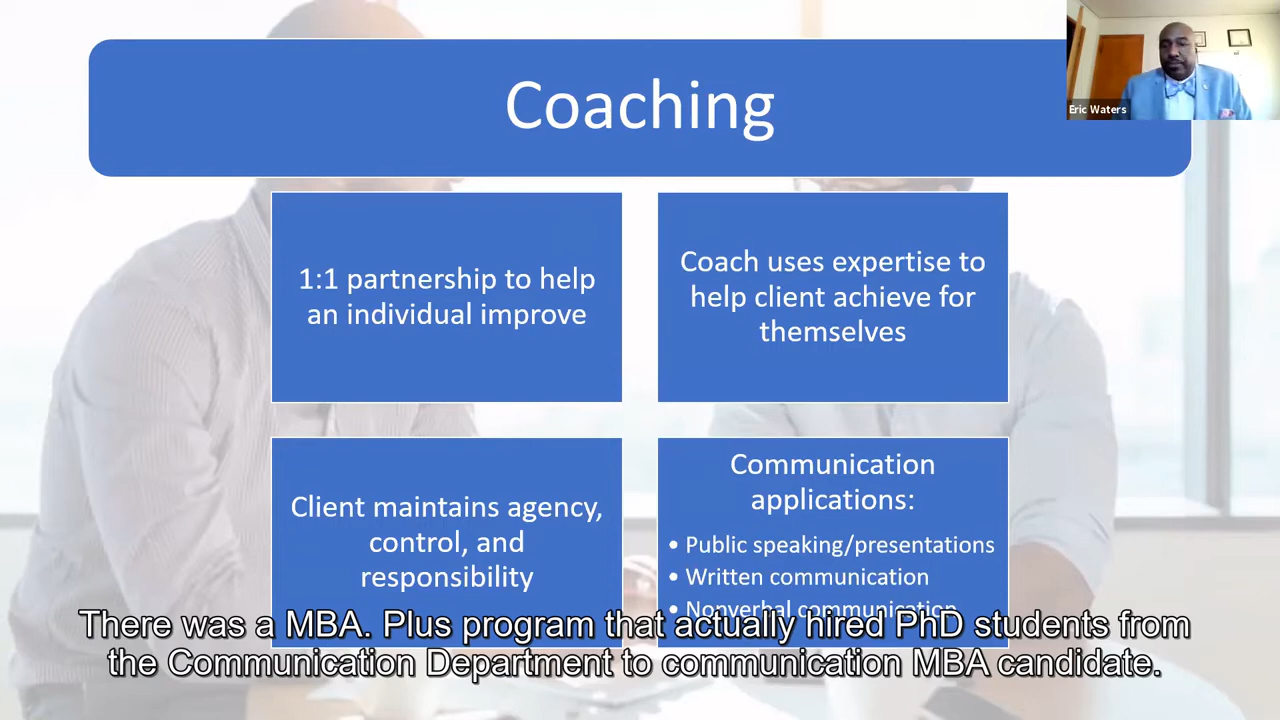 Coaching
Eric Waters
1:1 partnership to help
an individual improve
Coach uses expertise to
help client achieve for
themselves
Client maintains agency,
control, and
responsibility
Communication
applications:
• Public speaking/presentations
• Written communication
• Nonverbal communication
There was a MBA. Plus program that actually hired PhD students from
the Communication Department to communication MBA candidate.